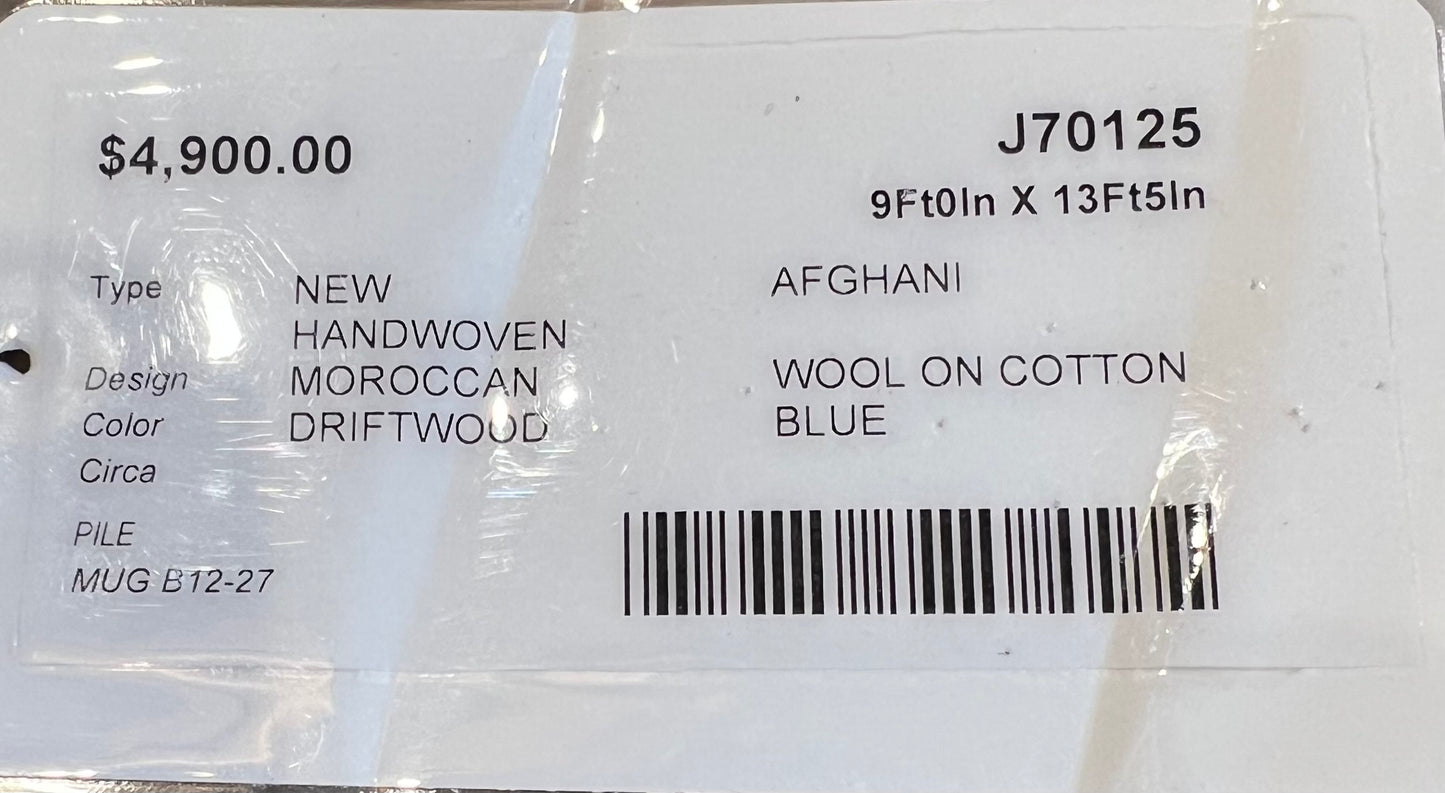 $4,900.00 J70125
9Ft0In X 13Ft5In
Type NEW AFGHANI
HANDWOVEN
Design MOROCCAN WOOL ON COTTON
Color DRIFTWOOD BLUE
Circa
PILE
MUG B12-27